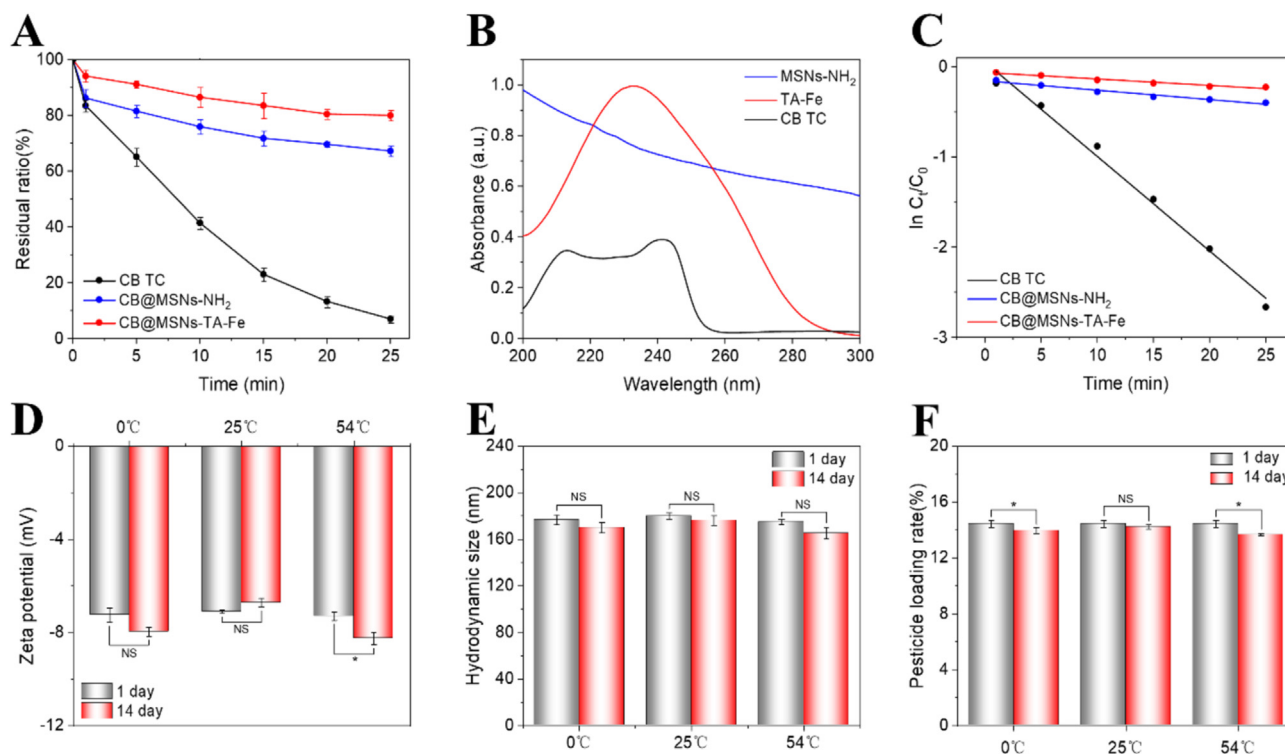 A
Residual ratio(%)
100
80
60
40
20
0
CB TC
CB@MSNs-NH₂
CB@MSNs-TA-Fe
0 5 10 15 20 25
Time (min)
B
Absorbance (a.u.)
1.0
0.8
0.6
0.4
0.2
0.0
MSNs-NH₂
TA-Fe
CB TC
200 220 240 260 280 300
Wavelength (nm)
C
ln Cₜ/C₀
0
-1
-2
-3
CB TC
CB@MSNs-NH₂
CB@MSNs-TA-Fe
0 5 10 15 20 25
Time (min)
D
0℃ 25℃ 54℃
Zeta potential (mV)
0
-4
-8
-12
NS
NS
*
1 day
14 day
E
Hydrodynamic size (nm)
240
200
160
120
80
40
0
1 day
14 day
NS NS NS
0℃ 25℃ 54℃
F
Pesticide loading rate(%)
20
16
12
8
4
0
1 day
14 day
* NS *
0℃ 25℃ 54℃